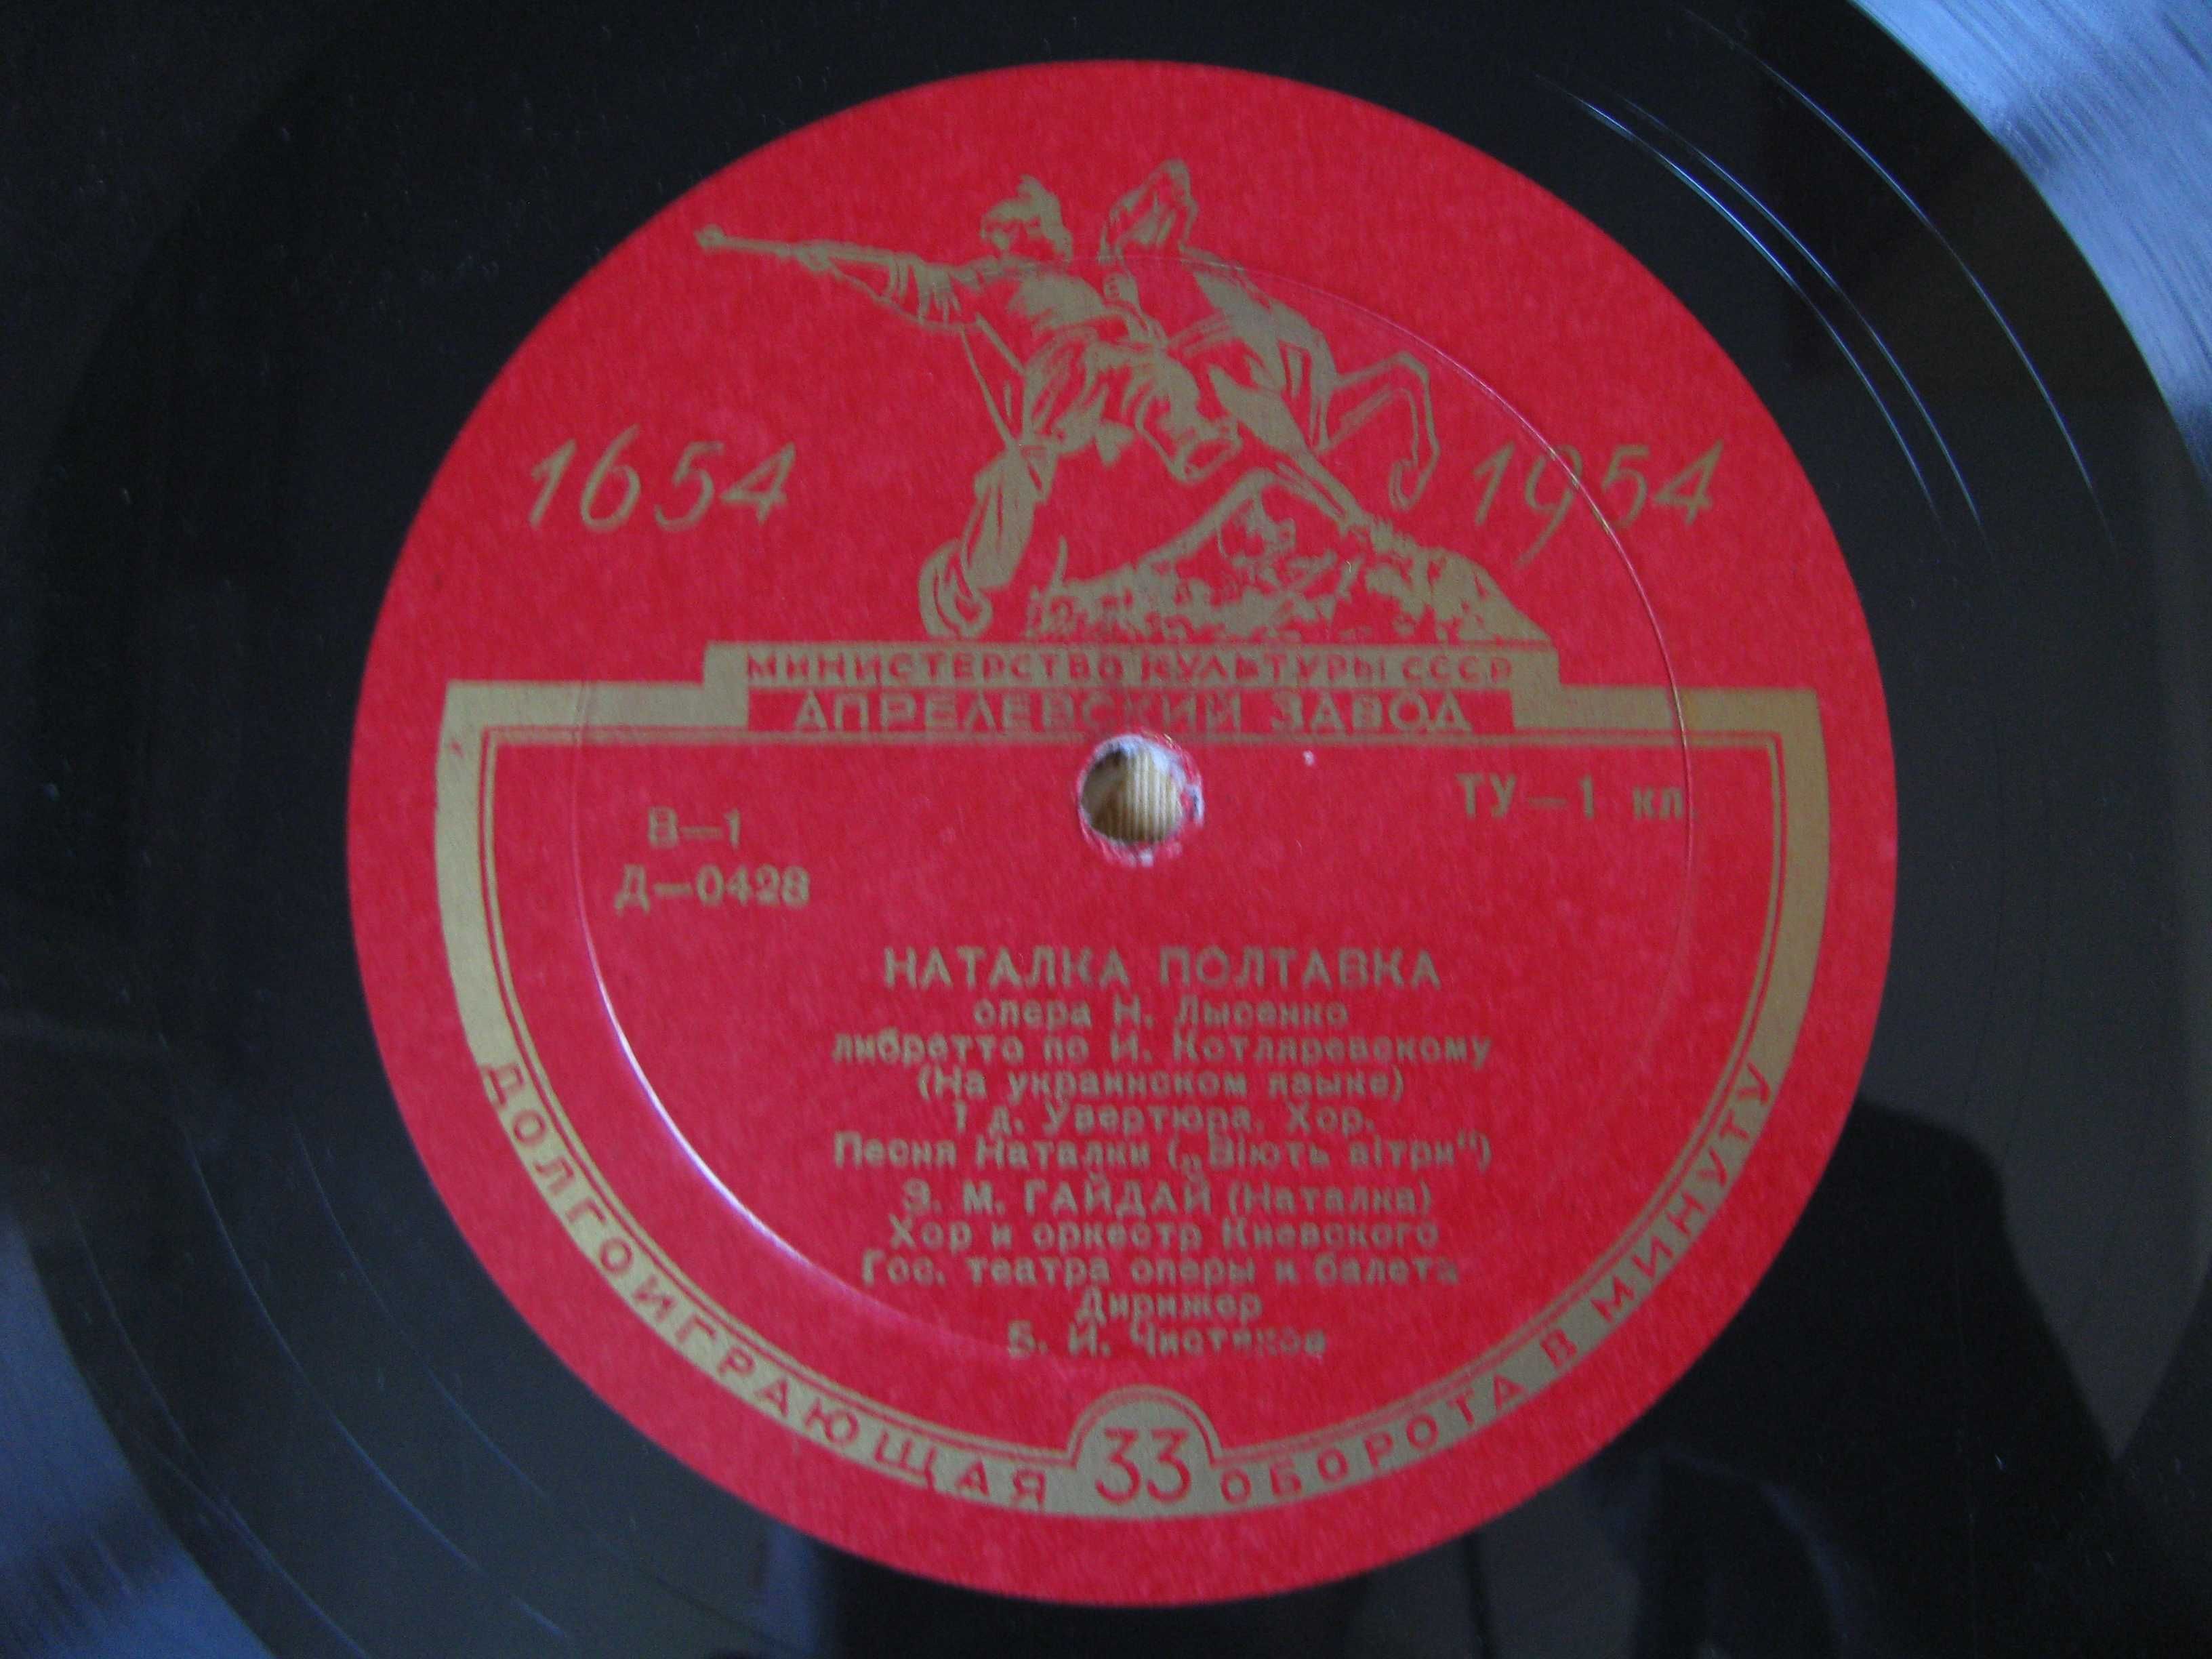 1654
1954
МИНИСТЕРСТВО КУЛЬТУРЫ СССР
АПРЕЛЕВСКИЙ ЗАВОД
В—1
ТУ—1 кл.
Д—0428
НАТАЛКА ПОЛТАВКА
опера Н. Лысенко
либретто по И. Котляревскому
(На украинском языке)
1 д. Увертюра. Хор.
Песня Наталки („Віють вітри“)
З. М. ГАЙДАЙ (Наталка)
Хор и оркестр Киевского
Гос. театра оперы и балета
Дирижер
Б. И. Чистяков
ДОЛГОИГРАЮЩАЯ 33 ОБОРОТА В МИНУТУ